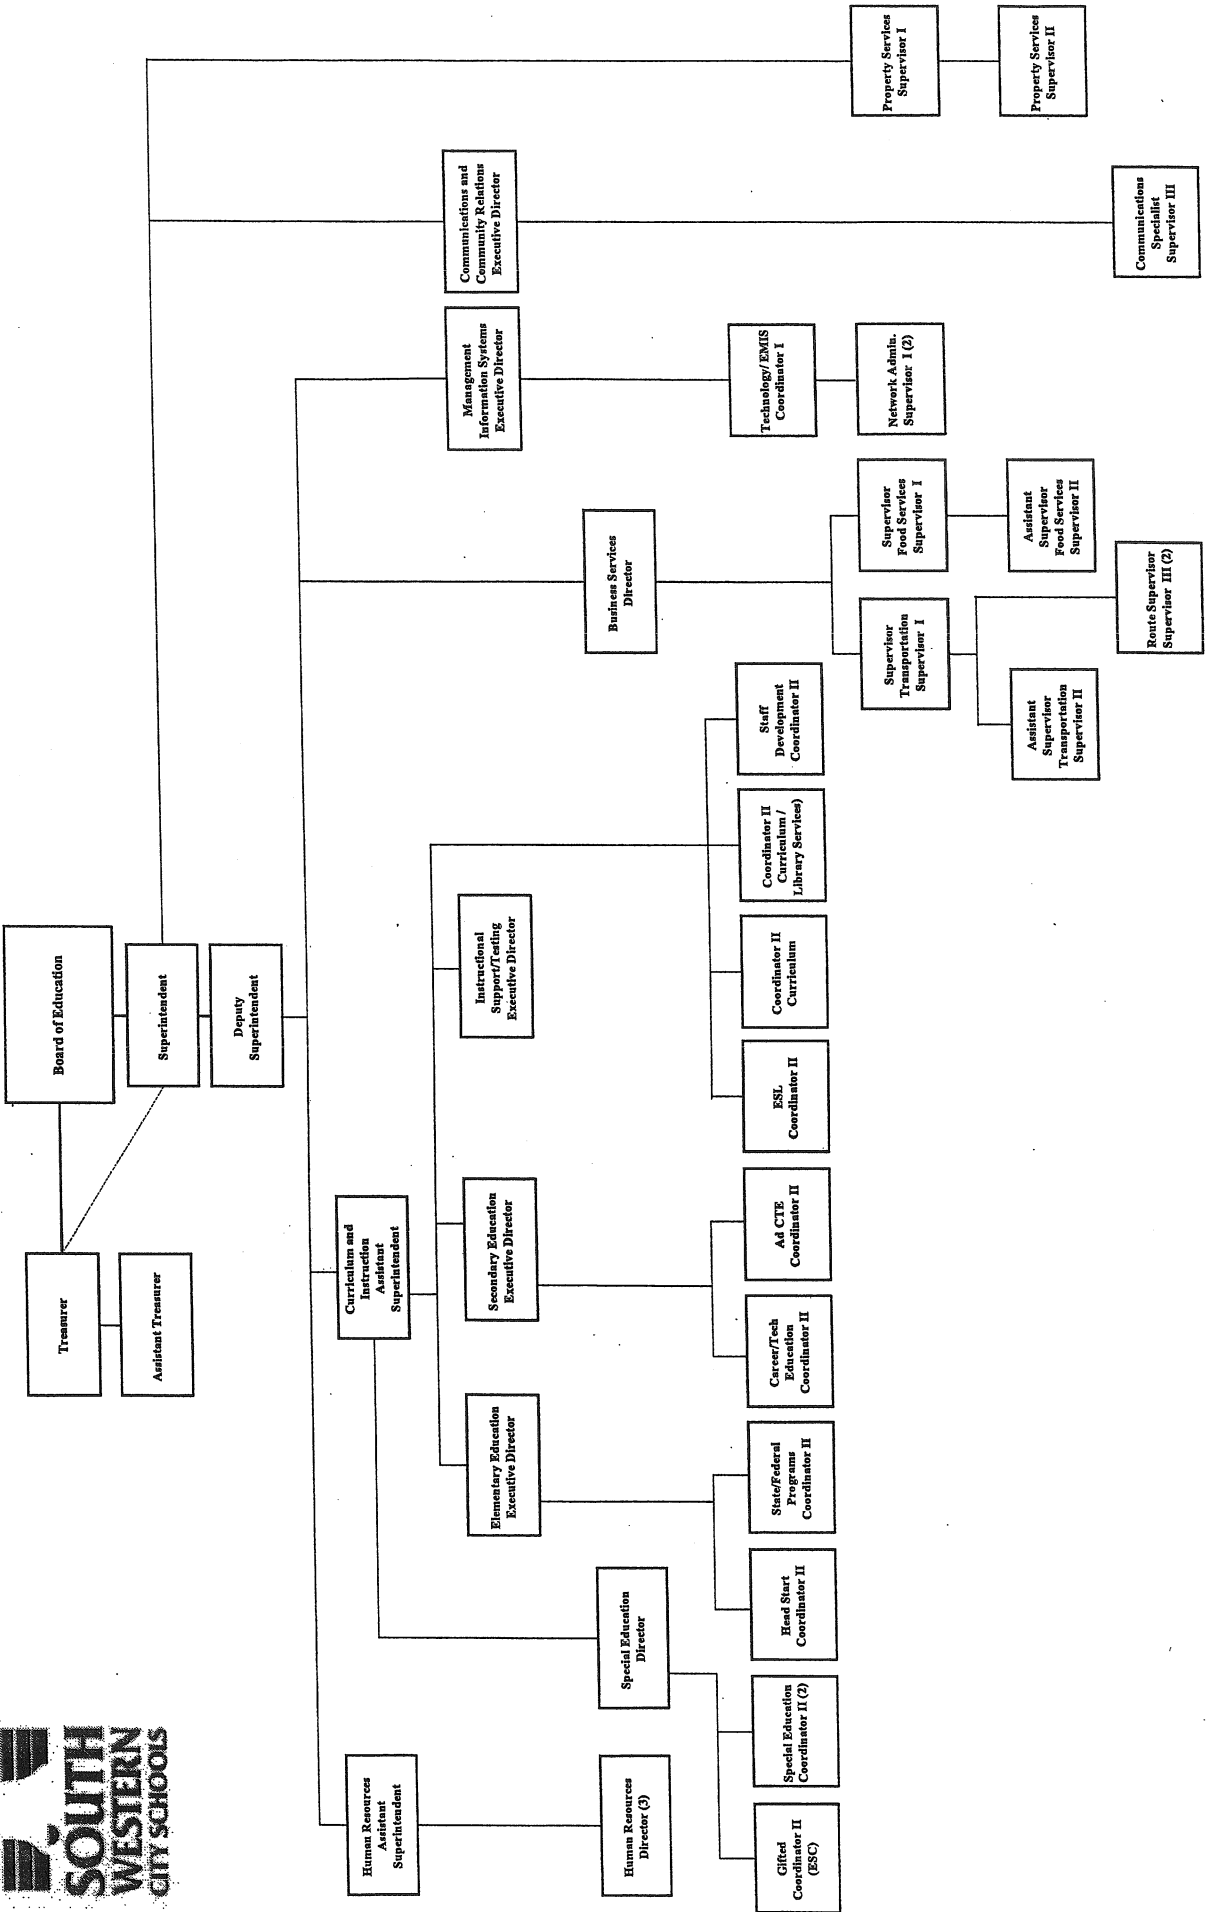 SOUTH
WESTERN
CITY SCHOOLS
Board of Education
Treasurer
Assistant Treasurer
Superintendent
Deputy
Superintendent
Human Resources
Assistant
Superintendent
Curriculum and
Instruction
Assistant
Superintendent
Management
Information Systems
Executive Director
Communications and
Community Relations
Executive Director
Elementary Education
Executive Director
Secondary Education
Executive Director
Instructional
Support/Testing
Executive Director
Human Resources
Director (3)
Special Education
Director
Business Services
Director
Gifted
Coordinator II
(ESC)
Special Education
Coordinator II (2)
Head Start
Coordinator II
State/Federal
Programs
Coordinator II
Career/Tech
Education
Coordinator II
Ad CTE
Coordinator II
ESL
Coordinator II
Coordinator II
Curriculum
Coordinator II
Curriculum /
Library Services)
Staff
Development
Coordinator II
Technology/ EMIS
Coordinator I
Supervisor
Transportation
Supervisor I
Supervisor
Food Services
Supervisor I
Network Admin.
Supervisor I (2)
Property Services
Supervisor I
Assistant
Supervisor
Transportation
Supervisor II
Assistant
Supervisor
Food Services
Supervisor II
Property Services
Supervisor II
Route Supervisor
Supervisor III (2)
Communications
Specialist
Supervisor III